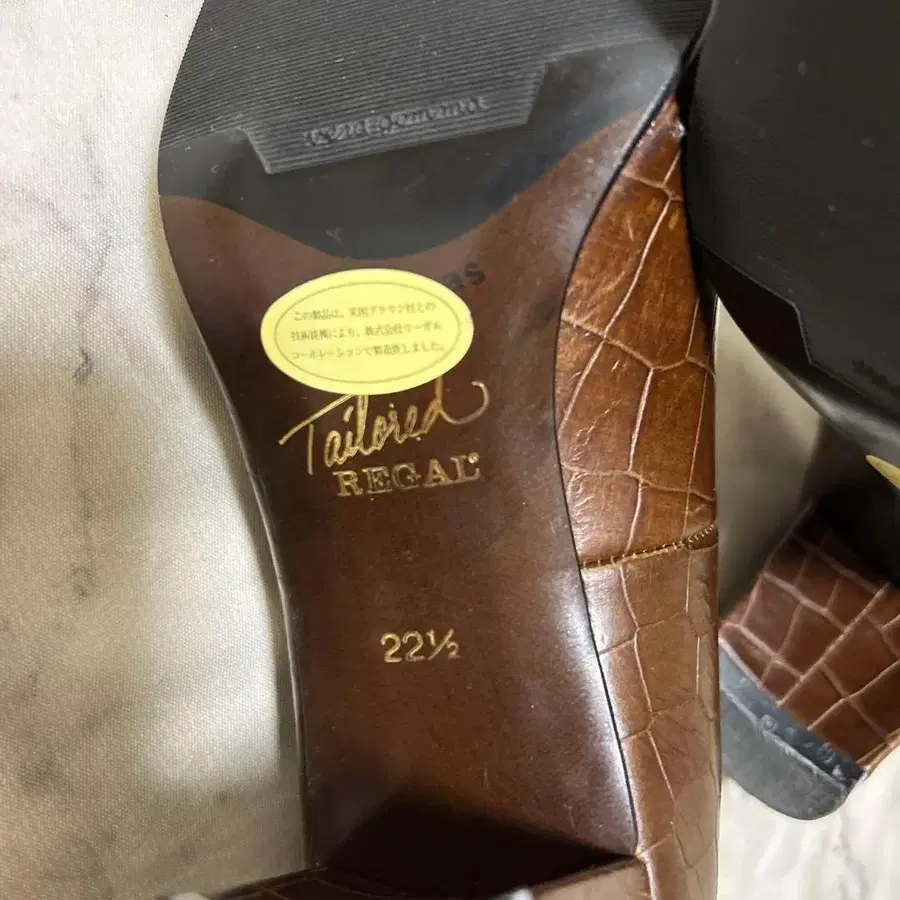 この製品は、英国ブラウン社との
技術提携により、株式会社リーガル
コーポレーションで製造致しました。
Tailored
REGAL
22½